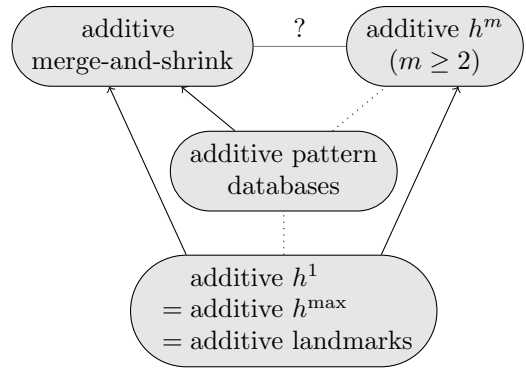 additive
merge-and-shrink
?
additive h^m
(m ≥ 2)
additive pattern
databases
additive h^1
= additive h^max
= additive landmarks